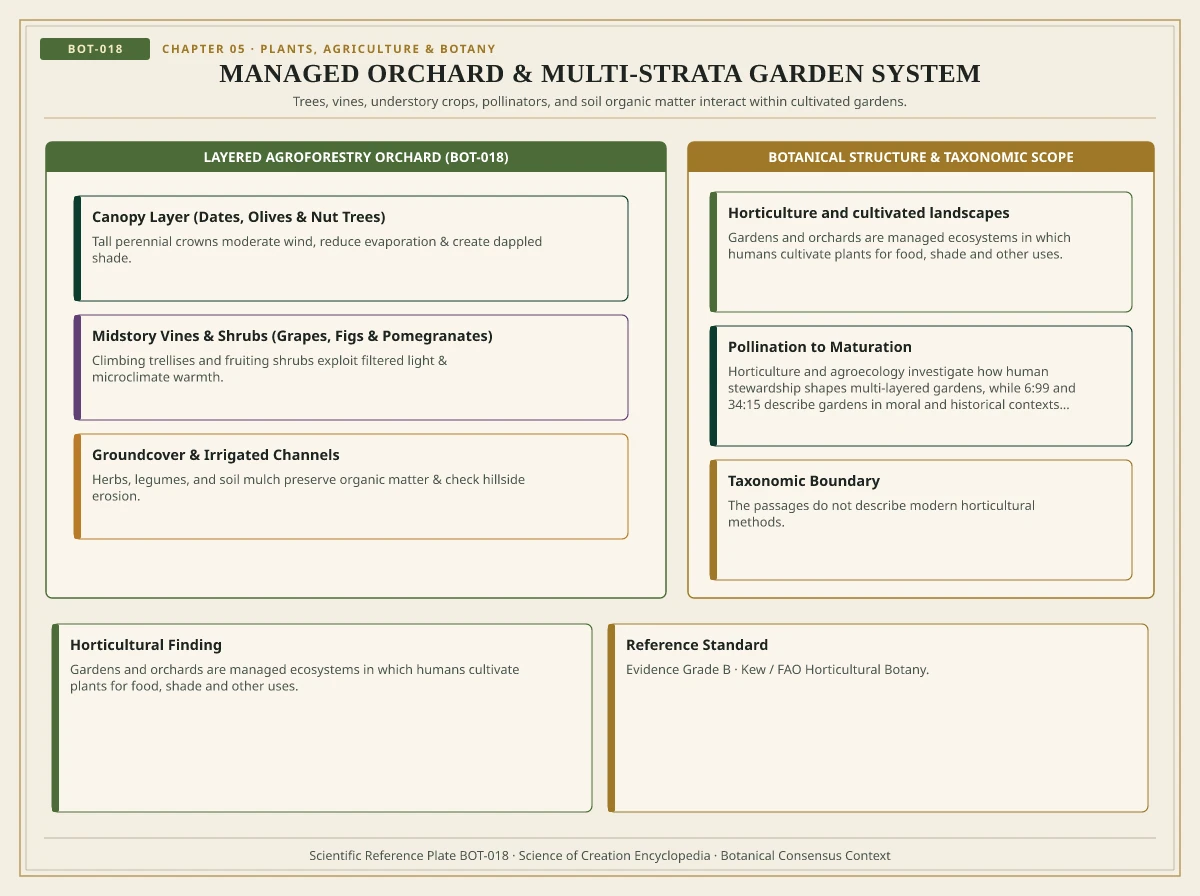 BOT-018
CHAPTER 05 · PLANTS, AGRICULTURE & BOTANY
MANAGED ORCHARD & MULTI-STRATA GARDEN SYSTEM
Trees, vines, understory crops, pollinators, and soil organic matter interact within cultivated gardens.
LAYERED AGROFORESTRY ORCHARD (BOT-018)
Canopy Layer (Dates, Olives & Nut Trees)
Tall perennial crowns moderate wind, reduce evaporation & create dappled
shade.
Midstory Vines & Shrubs (Grapes, Figs & Pomegranates)
Climbing trellises and fruiting shrubs exploit filtered light &
microclimate warmth.
Groundcover & Irrigated Channels
Herbs, legumes, and soil mulch preserve organic matter & check hillside
erosion.
BOTANICAL STRUCTURE & TAXONOMIC SCOPE
Horticulture and cultivated landscapes
Gardens and orchards are managed ecosystems in which
humans cultivate plants for food, shade and other uses.
Pollination to Maturation
Horticulture and agroecology investigate how human
stewardship shapes multi-layered gardens, while 6:99 and
34:15 describe gardens in moral and historical contexts...
Taxonomic Boundary
The passages do not describe modern horticultural
methods.
Horticultural Finding
Gardens and orchards are managed ecosystems in which humans cultivate
plants for food, shade and other uses.
Reference Standard
Evidence Grade B · Kew / FAO Horticultural Botany.
Scientific Reference Plate BOT-018 · Science of Creation Encyclopedia · Botanical Consensus Context